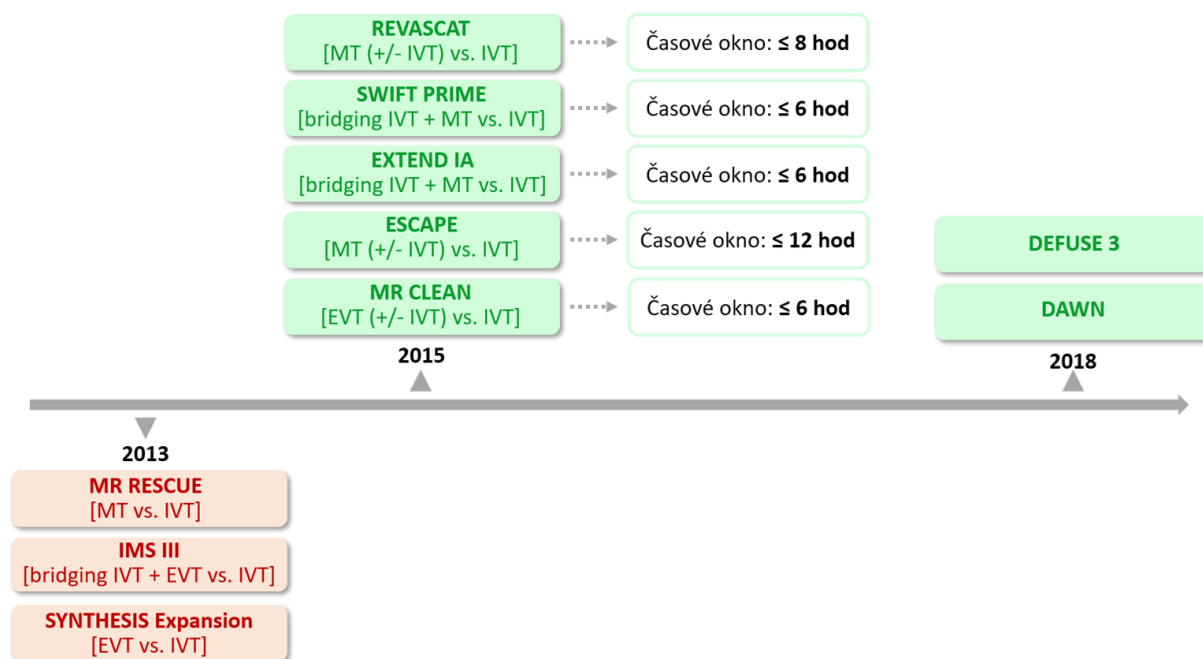 REVASCAT
[MT (+/- IVT) vs. IVT]
Časové okno: ≤ 8 hod
SWIFT PRIME
[bridging IVT + MT vs. IVT]
Časové okno: ≤ 6 hod
EXTEND IA
[bridging IVT + MT vs. IVT]
Časové okno: ≤ 6 hod
ESCAPE
[MT (+/- IVT) vs. IVT]
Časové okno: ≤ 12 hod
MR CLEAN
[EVT (+/- IVT) vs. IVT]
Časové okno: ≤ 6 hod
2015
DEFUSE 3
DAWN
2018
2013
MR RESCUE
[MT vs. IVT]
IMS III
[bridging IVT + EVT vs. IVT]
SYNTHESIS Expansion
[EVT vs. IVT]